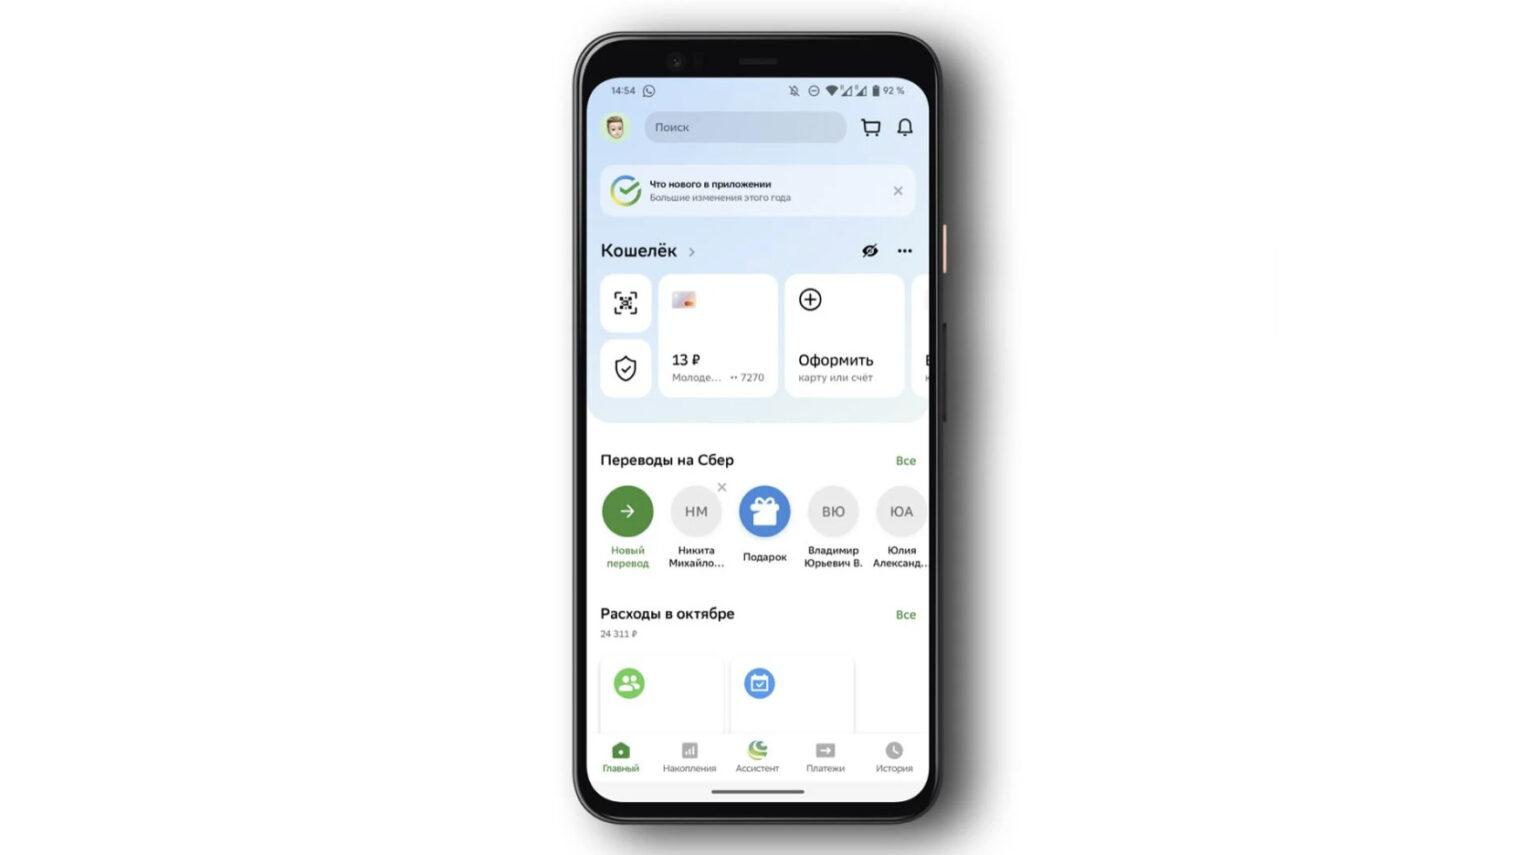 14:54
92 %
Поиск
Что нового в приложении
Большие изменения этого года
Кошелёк
13 ₽
Молоде... ·· 7270
Оформить
карту или счёт
Переводы на Сбер
Все
НМ
ВЮ
ЮА
Новый
перевод
Никита
Михайло...
Подарок
Владимир
Юрьевич В.
Юлия
Александ...
Расходы в октябре
Все
24 311 ₽
Главный
Накопления
Ассистент
Платежи
История